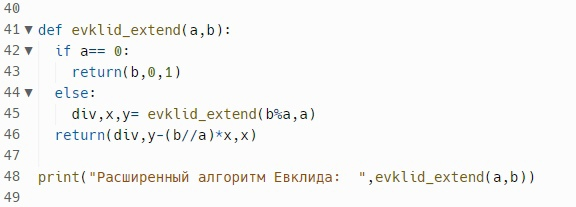 40
41 def evklid_extend(a,b):
42 if a== 0:
43 return(b,0,1)
44 else:
45 div,x,y= evklid_extend(b%a,a)
46 return(div,y-(b//a)*x,x)
47
48 print("Расширенный алгоритм Евклида:  ",evklid_extend(a,b))
49